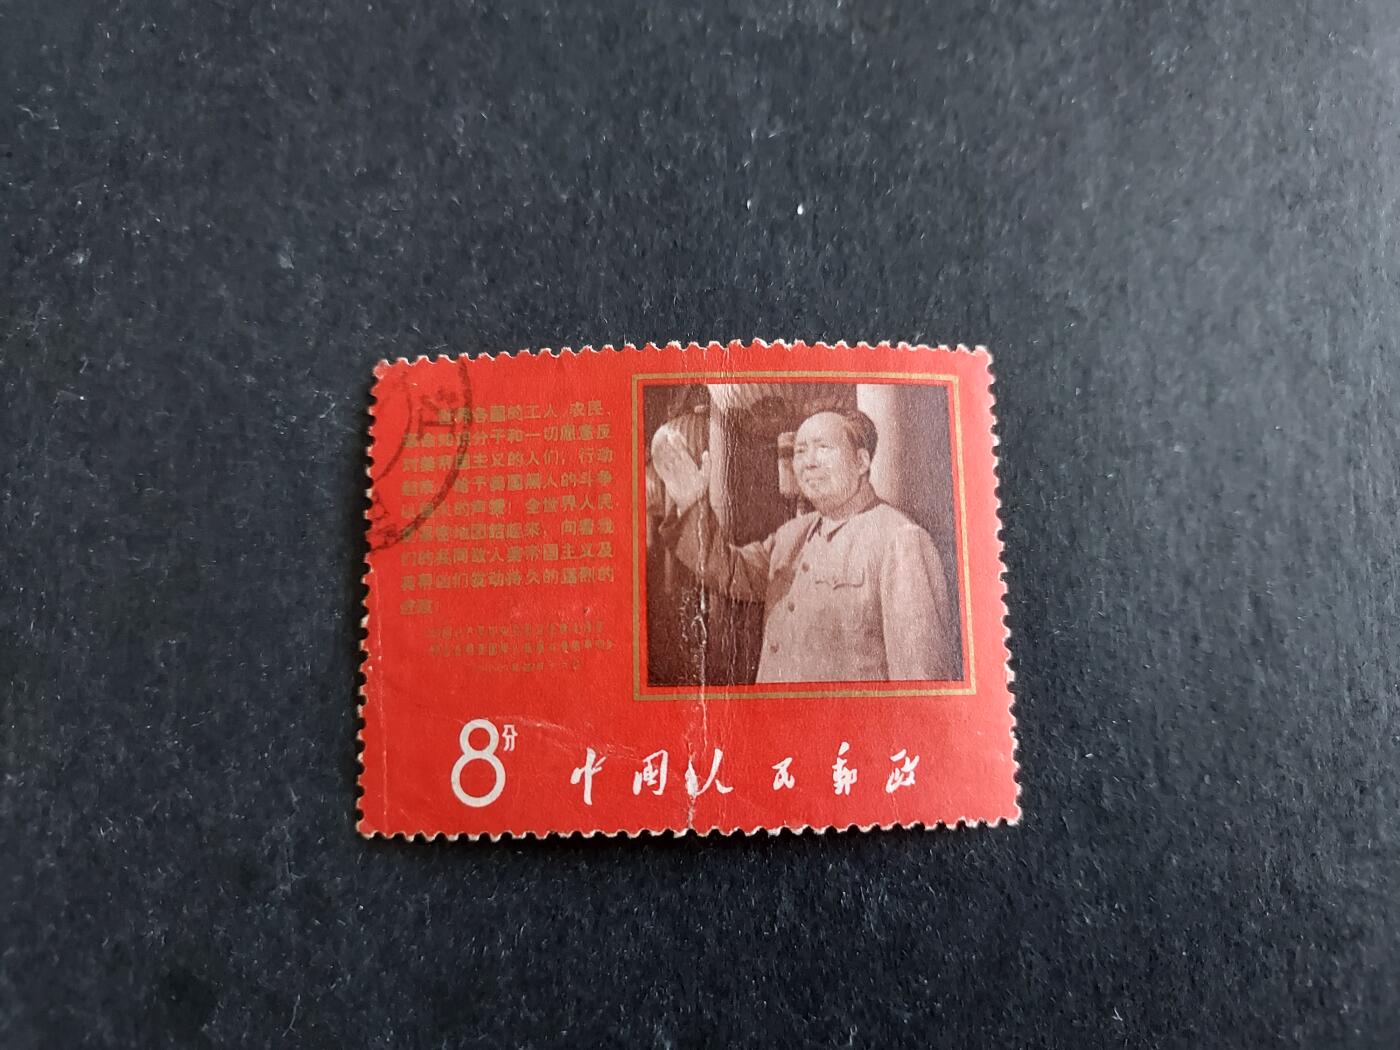 世界各国的工人、农民、
革命知识分子和一切愿意反
对美帝国主义的人们，行动
起来，给予美国黑人的斗争
以强大的声援！全世界人民
更紧密地团结起来，向着我
们的共同敌人美帝国主义及
其帮凶们发动持久的猛烈的
进攻！
8分 中国人民邮政